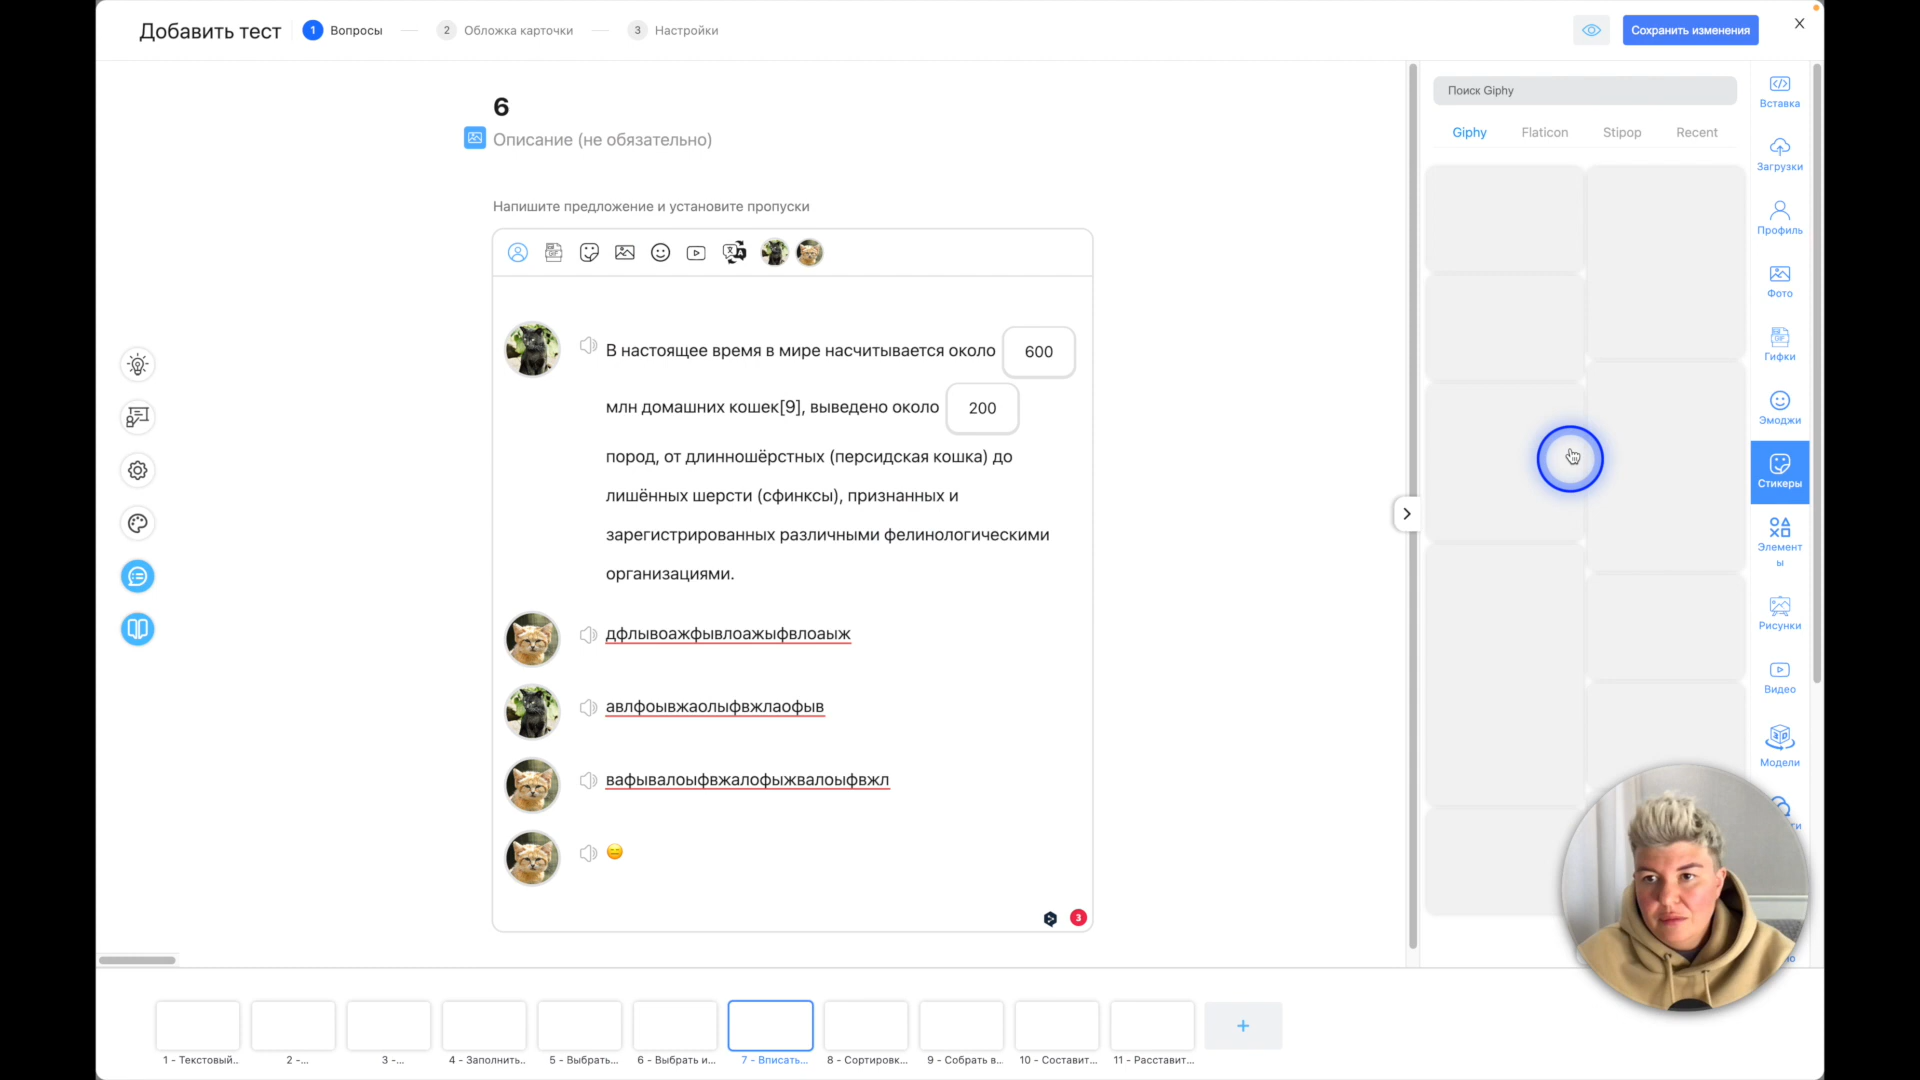 Добавить тест
1 Вопросы
2 Обложка карточки
3 Настройки
Сохранить изменения
6
Описание (не обязательно)
Напишите предложение и установите пропуски
В настоящее время в мире насчитывается около 600
млн домашних кошек[9], выведено около 200
пород, от длинношёрстных (персидская кошка) до
лишённых шерсти (сфинксы), признанных и
зарегистрированных различными фелинологическими
организациями.
дфлывоажфывлоажыфвлоаыж
авлфоывжаолыфвжлаофыв
вафывалоыфвжалофыжвалоыфвжл
3
Поиск Giphy
Giphy
Flaticon
Stipop
Recent
Вставка
Загрузки
Профиль
Фото
GIF
Гифки
Эмоджи
Стикеры
Элемент
ы
Рисунки
Видео
3D
Модели
1 - Текстовый...
2 -...
3 -...
4 - Заполнить...
5 - Выбрать...
6 - Выбрать и...
7 - Вписать...
8 - Сортировк...
9 - Собрать в...
10 - Составит...
11 - Расставит...
+